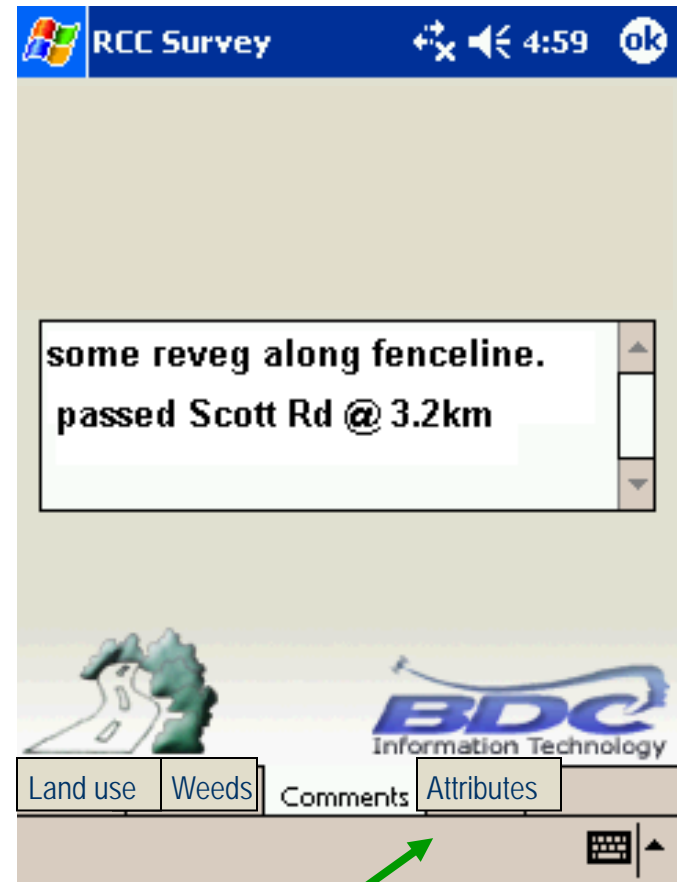 RCC Survey 4:59 ok
some reveg along fenceline.
passed Scott Rd @ 3.2km
BDC
Information Technology
Land use Weeds Comments Attributes